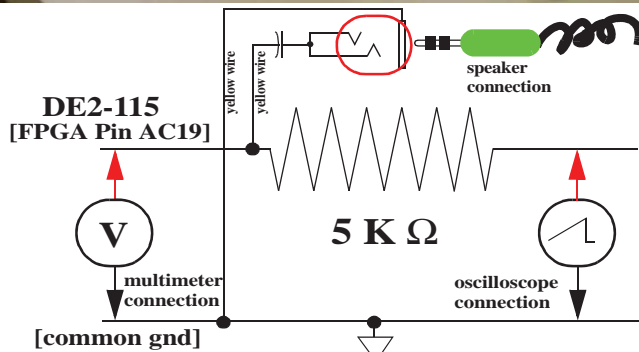 yellow wire
yellow wire
speaker
connection
DE2-115
[FPGA Pin AC19]
V
5 K Ω
multimeter
connection
oscilloscope
connection
[common gnd]